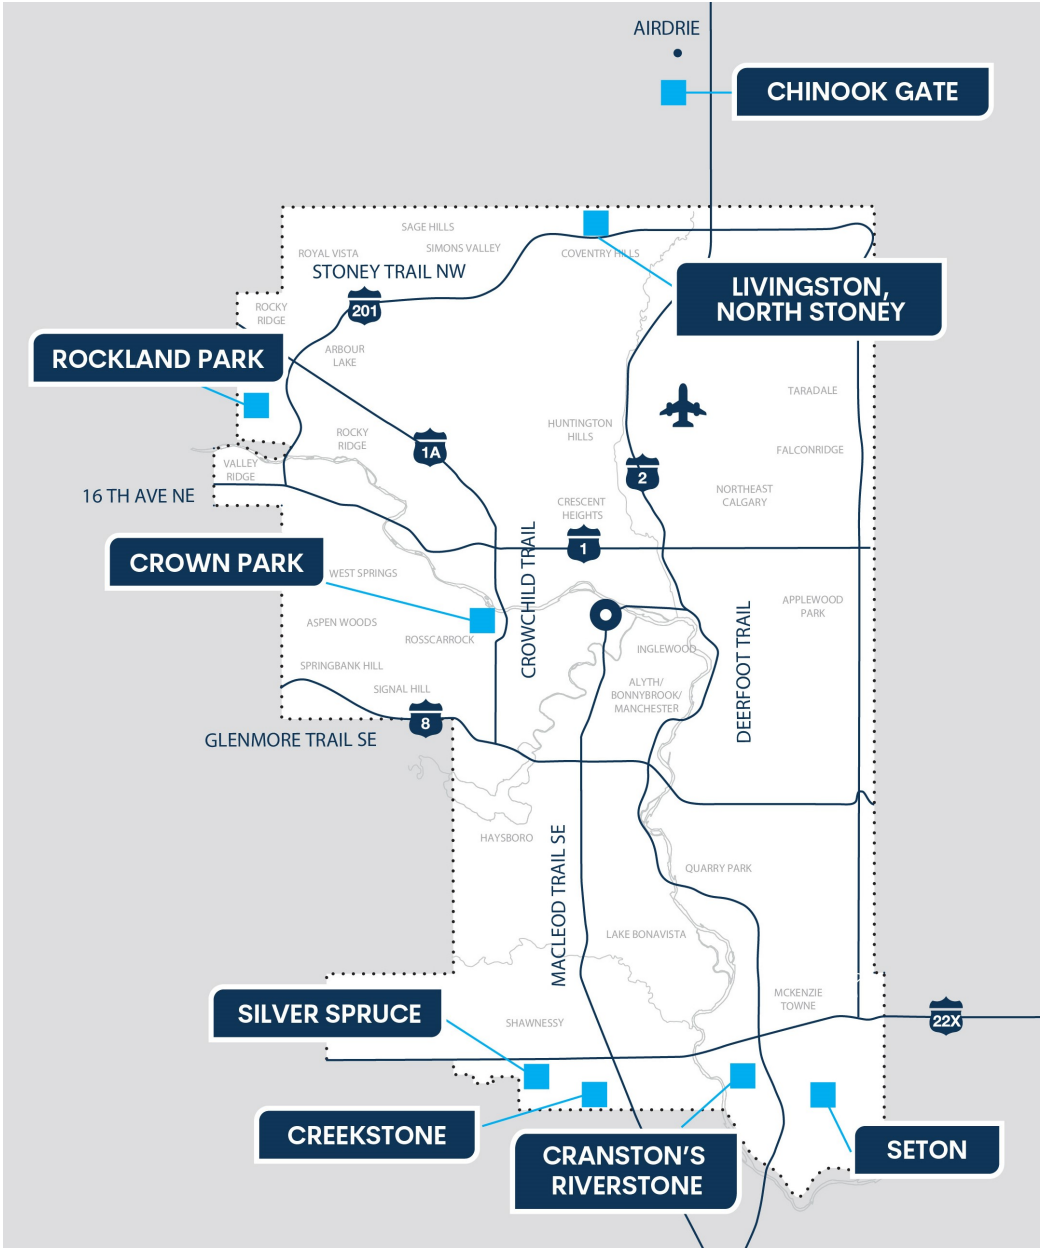 AIRDRIE
CHINOOK GATE
SAGE HILLS
SIMONS VALLEY
ROYAL VISTA
COVENTRY HILLS
STONEY TRAIL NW
LIVINGSTON,
NORTH STONEY
ROCKY
RIDGE
201
ROCKLAND PARK
ARBOUR
LAKE
TARADALE
HUNTINGTON
HILLS
ROCKY
RIDGE
1A
FALCONRIDGE
VALLEY
RIDGE
2
16 TH AVE NE
NORTHEAST
CALGARY
CRESCENT
HEIGHTS
1
CROWN PARK
WEST SPRINGS
CROWCHILD TRAIL
APPLEWOOD
PARK
ASPEN WOODS
ROSSCARROCK
INGLEWOOD
DEERFOOT TRAIL
SPRINGBANK HILL
SIGNAL HILL
ALYTH/
BONNYBROOK/
MANCHESTER
8
GLENMORE TRAIL SE
HAYSBORO
MACLEOD TRAIL SE
QUARRY PARK
LAKE BONAVISTA
MCKENZIE
TOWNE
SILVER SPRUCE
SHAWNESSY
22X
CREEKSTONE
CRANSTON'S
RIVERSTONE
SETON